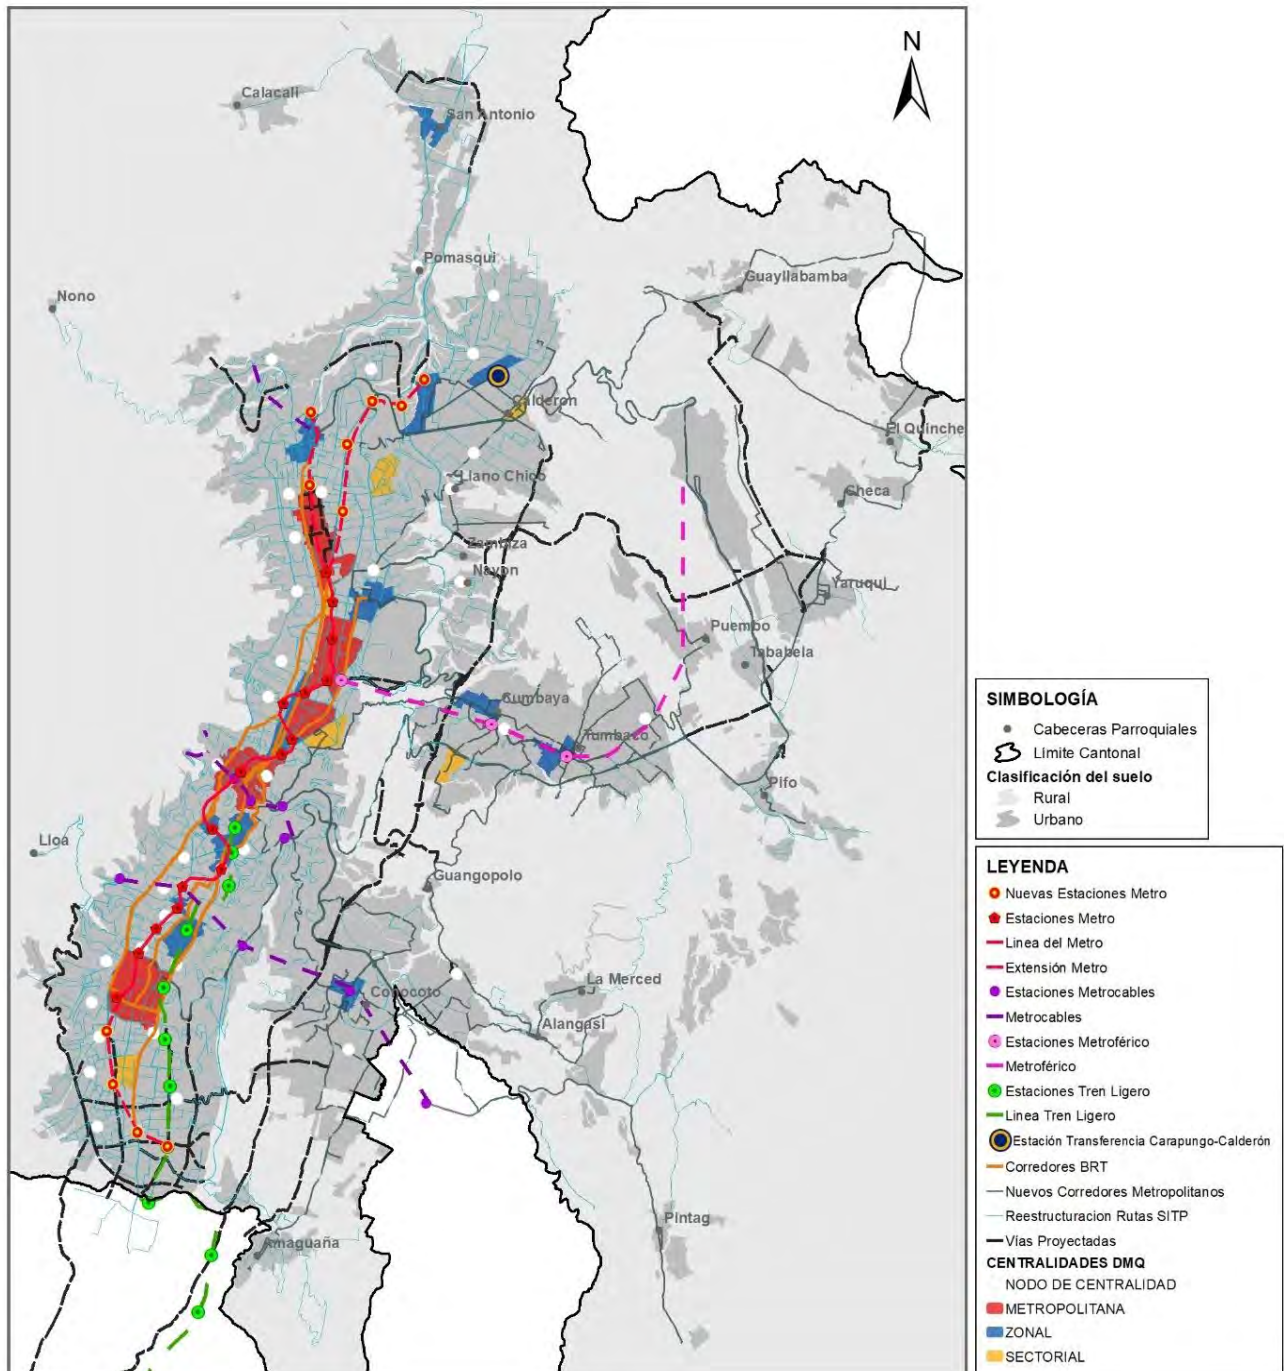 N
Calacali
San Antonio
Pomasqui
Guayllabamba
Nono
Calderon
El Quinche
Llano Chico
Checa
Zambiza
Nayon
Yaruqui
Puembo
Tababela
Cumbaya
Tumbaco
Pifo
Lloa
Guangopolo
La Merced
Conocoto
Alangasi
Pintag
Amaguaña
SIMBOLOGÍA
Cabeceras Parroquiales
Limite Cantonal
Clasificación del suelo
Rural
Urbano
LEYENDA
Nuevas Estaciones Metro
Estaciones Metro
Linea del Metro
Extensión Metro
Estaciones Metrocables
Metrocables
Estaciones Metroférico
Metroférico
Estaciones Tren Ligero
Linea Tren Ligero
Estación Transferencia Carapungo-Calderón
Corredores BRT
Nuevos Corredores Metropolitanos
Reestructuracion Rutas SITP
Vías Proyectadas
CENTRALIDADES DMQ
NODO DE CENTRALIDAD
METROPOLITANA
ZONAL
SECTORIAL